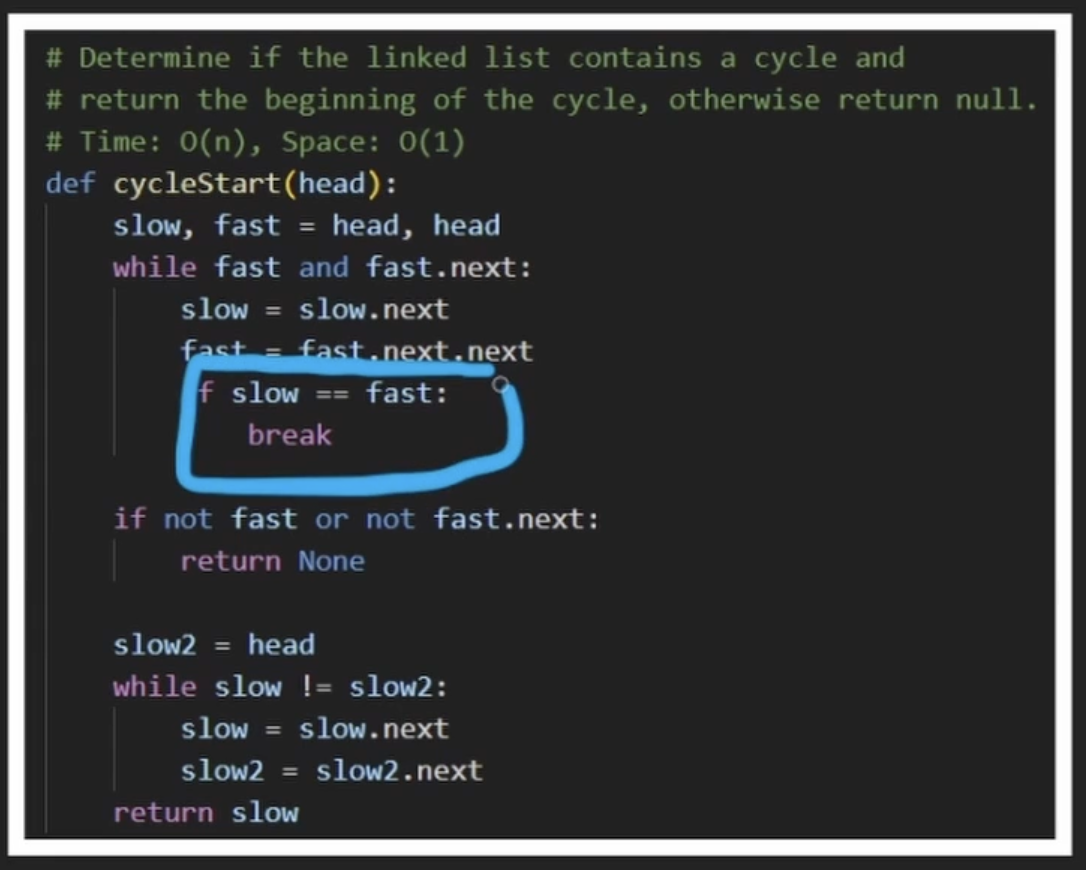 # Determine if the linked list contains a cycle and
# return the beginning of the cycle, otherwise return null.
# Time: O(n), Space: O(1)
def cycleStart(head):
    slow, fast = head, head
    while fast and fast.next:
        slow = slow.next
        fast = fast.next.next
        if slow == fast:
            break
    if not fast or not fast.next:
        return None
    slow2 = head
    while slow != slow2:
        slow = slow.next
        slow2 = slow2.next
    return slow